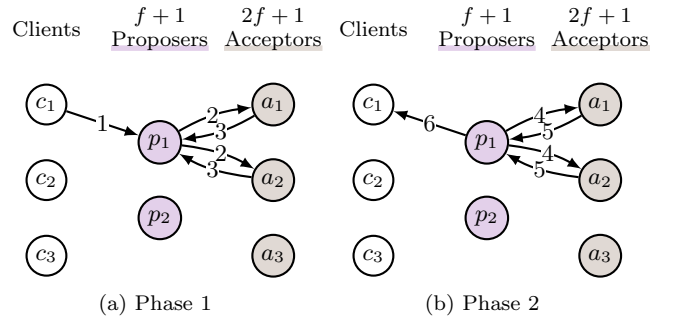 f + 1 2f + 1 f + 1 2f + 1
Clients Proposers Acceptors Clients Proposers Acceptors
c1 a1 c1 a1
1 2 3 6 4 5
p1 p1
2 3 4 5
c2 a2 c2 a2
p2 p2
c3 a3 c3 a3
(a) Phase 1 (b) Phase 2